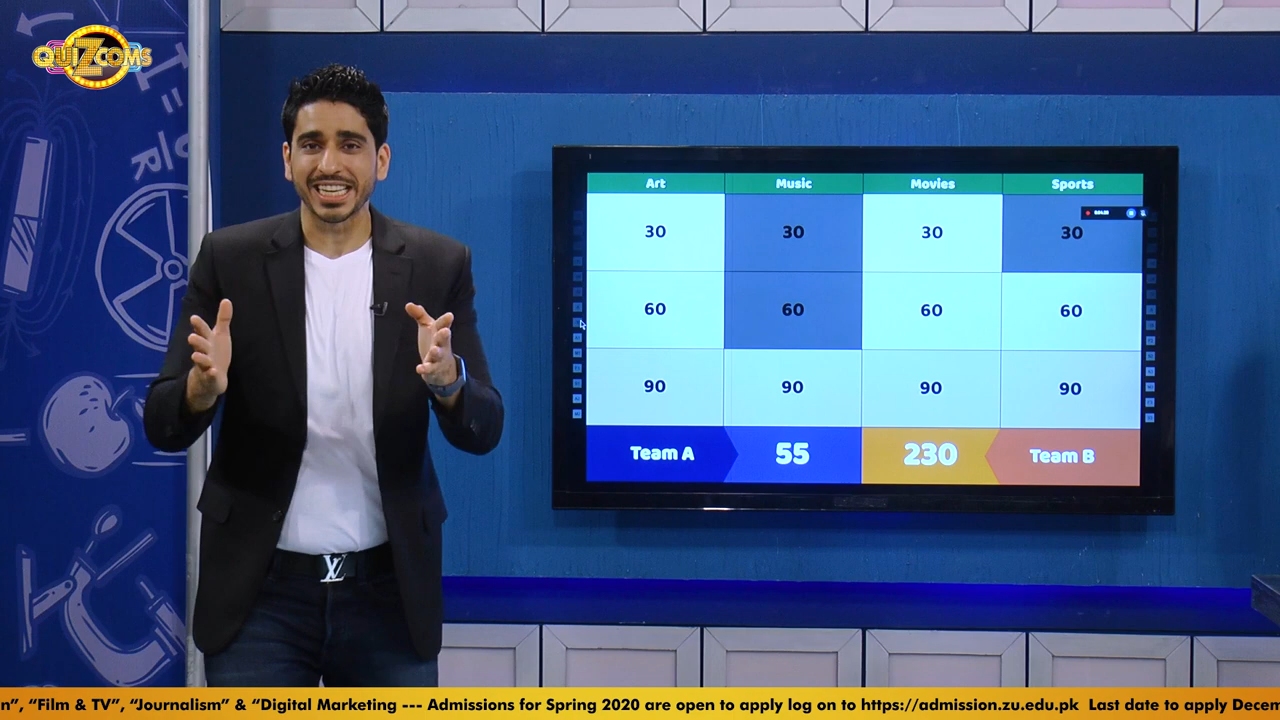 QUIZCOMS
Art Music Movies Sports
30 30 30 30
60 60 60 60
90 90 90 90
Team A 55 230 Team B
n”, “Film & TV”, “Journalism” & “Digital Marketing --- Admissions for Spring 2020 are open to apply log on to https://admission.zu.edu.pk Last date to apply Decem